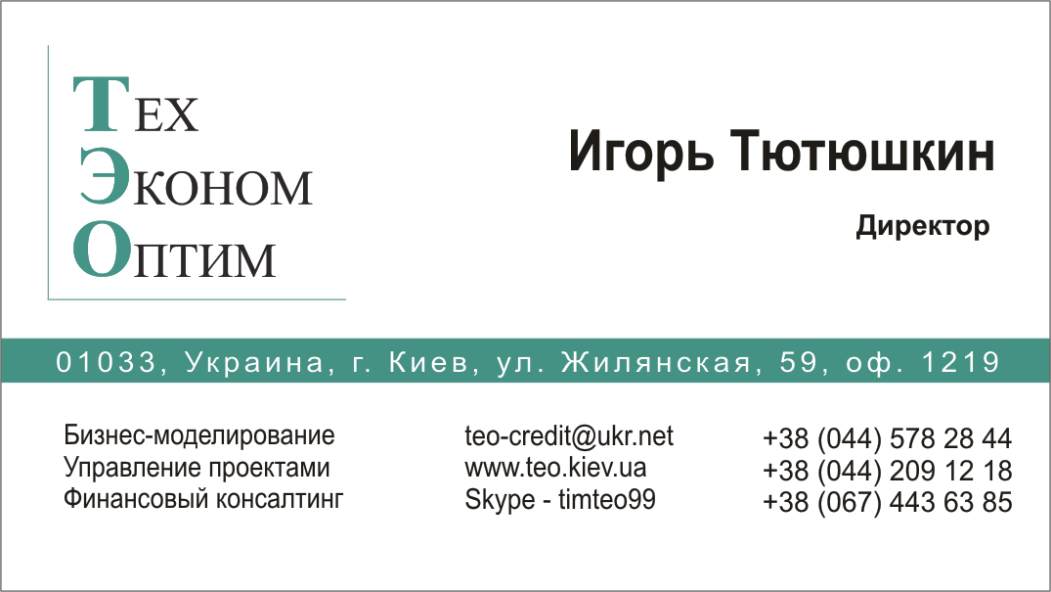 Тех
Эконом
Оптим
Игорь Тютюшкин
Директор
01033, Украина, г. Киев, ул. Жилянская, 59, оф. 1219
Бизнес-моделирование
Управление проектами
Финансовый консалтинг
teo-credit@ukr.net
www.teo.kiev.ua
Skype - timteo99
+38 (044) 578 28 44
+38 (044) 209 12 18
+38 (067) 443 63 85